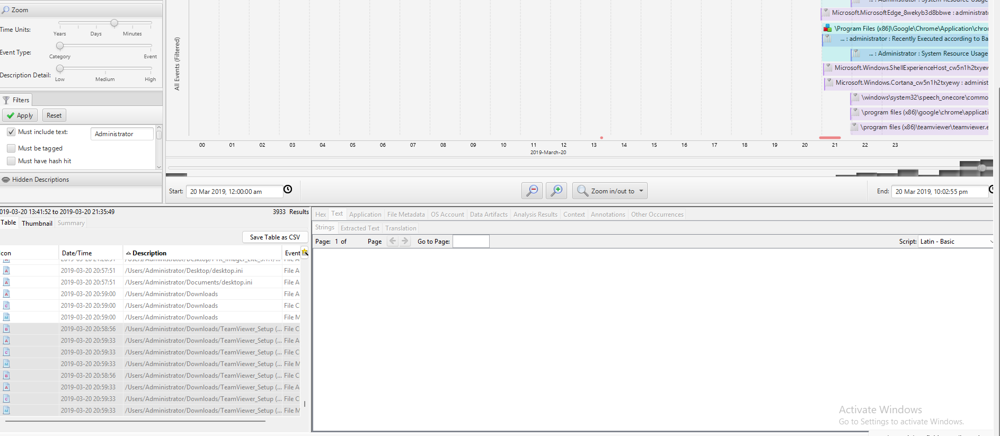 Zoom
Time Units:
Years Days Minutes
Event Type:
Category Event
Description Detail:
Low Medium High
Filters
Apply Reset
Must include text: Administrator
Must be tagged
Must have hash hit
Hidden Descriptions
All Events (Filtered)
... : Administrator : System Resource Usage
Microsoft.MicrosoftEdge_8wekyb3d8bbwe : administrato
\Program Files (x86)\Google\Chrome\Application\chro
... : administrator : Recently Executed according to Ba
... : Administrator : System Resource Usage
Microsoft.Windows.ShellExperienceHost_cw5n1h2txyew
Microsoft.Windows.Cortana_cw5n1h2txyewy : administ
\windows\system32\speech_onecore\commo
\program files (x86)\google\chrome\applicati
\program files (x86)\teamviewer\teamviewer.e
00 01 02 03 04 05 06 07 08 09 10 11 12 13 14 15 16 17 18 19 20 21 22 23
2019-March-20
Start: 20 Mar 2019, 12:00:00 am
Zoom in/out to
End: 20 Mar 2019, 10:02:55 pm
019-03-20 13:41:52 to 2019-03-20 21:35:49 3933 Results
Table Thumbnail Summary
Save Table as CSV
Icon Date/Time Description Event
2019-03-20 20:57:51 /Users/Administrator/Desktop/desktop.ini File A
2019-03-20 20:57:51 /Users/Administrator/Documents/desktop.ini File A
2019-03-20 20:59:00 /Users/Administrator/Downloads File A
2019-03-20 20:59:00 /Users/Administrator/Downloads File C
2019-03-20 20:59:00 /Users/Administrator/Downloads File M
2019-03-20 20:58:56 /Users/Administrator/Downloads/TeamViewer_Setup (... File C
2019-03-20 20:59:33 /Users/Administrator/Downloads/TeamViewer_Setup (... File A
2019-03-20 20:59:33 /Users/Administrator/Downloads/TeamViewer_Setup (... File C
2019-03-20 20:59:33 /Users/Administrator/Downloads/TeamViewer_Setup (... File M
2019-03-20 20:58:56 /Users/Administrator/Downloads/TeamViewer_Setup (... File C
2019-03-20 20:59:33 /Users/Administrator/Downloads/TeamViewer_Setup (... File A
2019-03-20 20:59:33 /Users/Administrator/Downloads/TeamViewer_Setup (... File C
2019-03-20 20:59:33 /Users/Administrator/Downloads/TeamViewer_Setup (... File M
Hex Text Application File Metadata OS Account Data Artifacts Analysis Results Context Annotations Other Occurrences
Strings Extracted Text Translation
Page: 1 of Page Go to Page: Script: Latin - Basic
Activate Windows
Go to Settings to activate Windows.